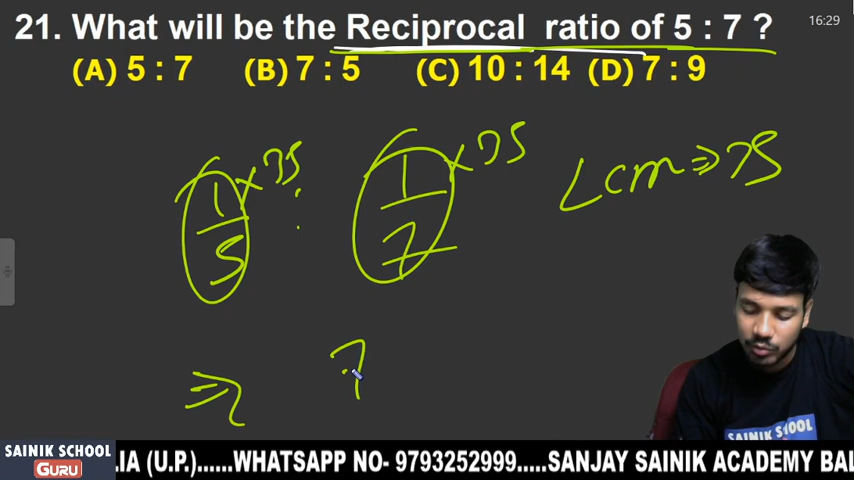 21. What will be the Reciprocal ratio of 5 : 7 ?
16:29
(A) 5 : 7 (B) 7 : 5 (C) 10 : 14 (D) 7 : 9
1/5 ×35 : 1/7 ×35 Lcm ⇒ 35
⇒ 7
SAINIK SCHOOL
GURU
SAINIK SCHOOL
LIA (U.P.)......WHATSAPP NO- 9793252999.....SANJAY SAINIK ACADEMY BAL